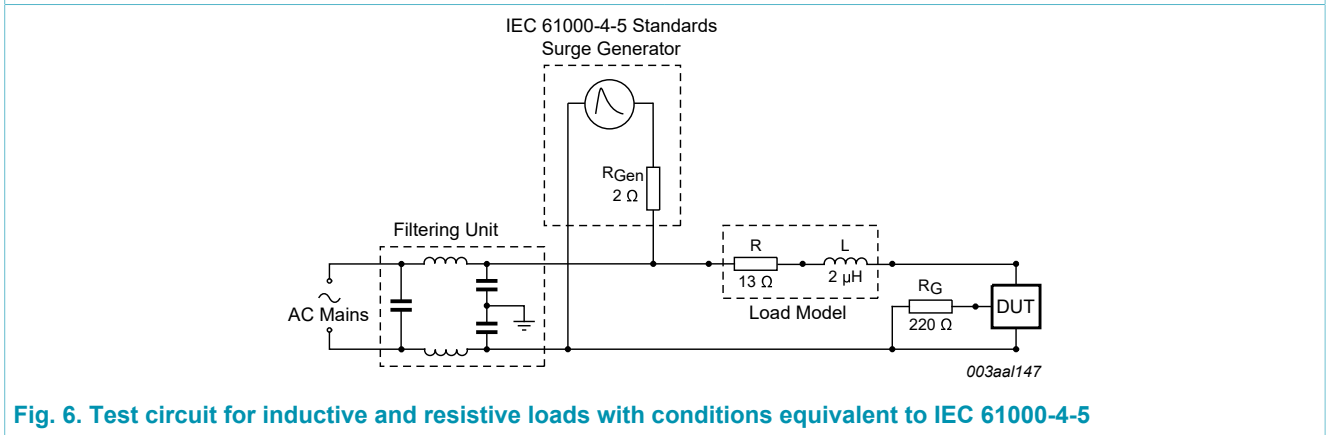 IEC 61000-4-5 Standards
Surge Generator
RGen
2 Ω
Filtering Unit
AC Mains
R
13 Ω
L
2 μH
Load Model
RG
220 Ω
DUT
003aal147
Fig. 6. Test circuit for inductive and resistive loads with conditions equivalent to IEC 61000-4-5